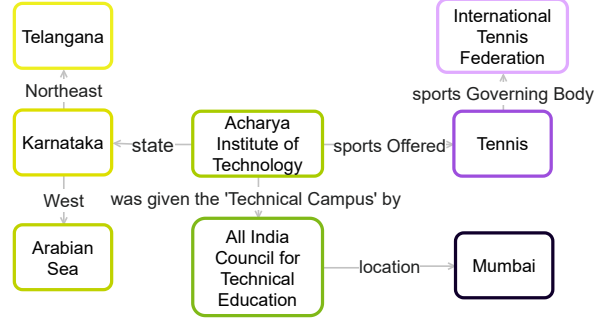 Telangana
International
Tennis
Federation
Northeast
sports Governing Body
Karnataka
state
Acharya
Institute of
Technology
sports Offered
Tennis
West
was given the 'Technical Campus' by
Arabian
Sea
All India
Council for
Technical
Education
location
Mumbai